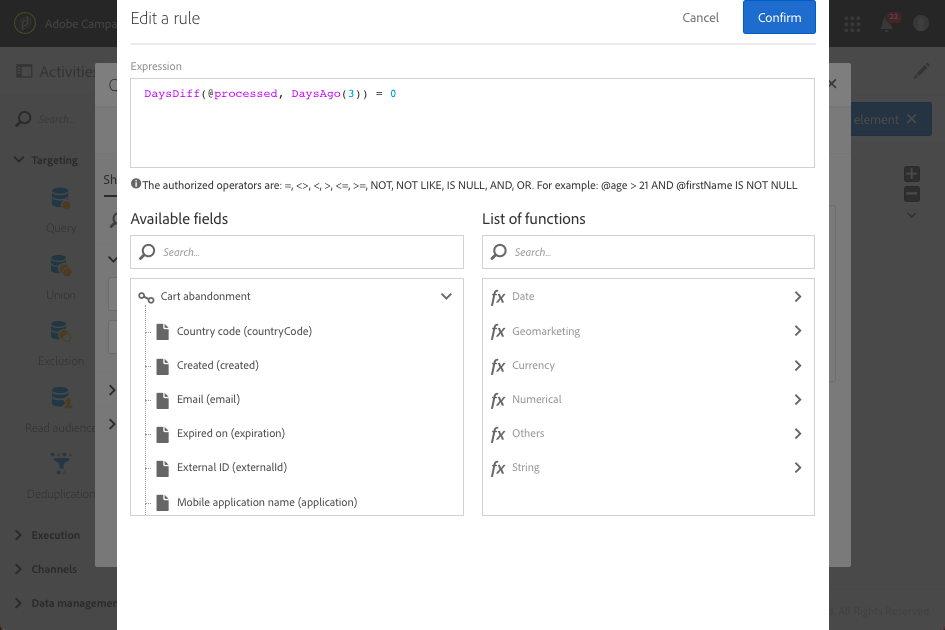 Adobe Campa
Edit a rule
Cancel
Confirm
22
Activities
Expression
DaysDiff(@processed, DaysAgo(3)) = 0
Search..
element
Targeting
Sh
The authorized operators are: =, <>, <, >, <=, >=, NOT, NOT LIKE, IS NULL, AND, OR. For example: @age > 21 AND @firstName IS NOT NULL
Query
Available fields
List of functions
Search...
Search...
Union
Cart abandonment
Date
Country code (countryCode)
Geomarketing
Exclusion
Created (created)
Currency
Email (email)
Numerical
Read audience
Expired on (expiration)
Others
External ID (externalId)
String
Deduplication
Mobile application name (application)
Execution
Channels
Data managemen
All Rights Reserved.